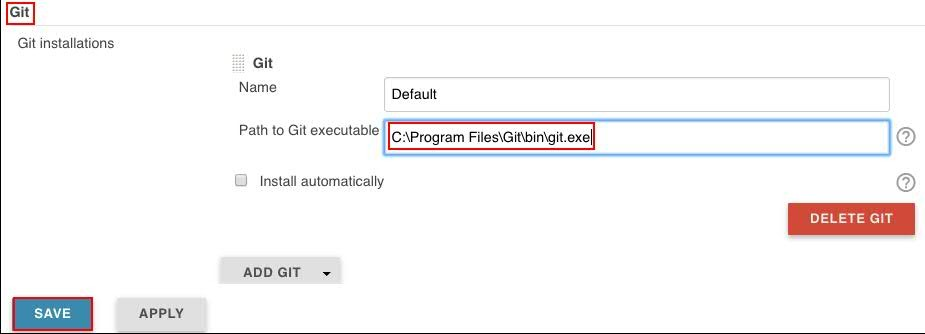 Git
Git installations
Git
Name
Default
Path to Git executable
C:\Program Files\Git\bin\git.exe
?
Install automatically
?
DELETE GIT
ADD GIT
SAVE
APPLY